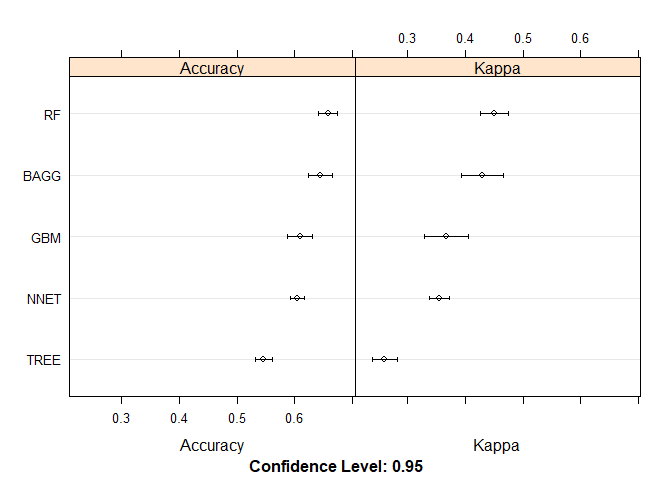 0.3 0.4 0.5 0.6
Accuracy Kappa
RF
BAGG
GBM
NNET
TREE
0.3 0.4 0.5 0.6
Accuracy Kappa
Confidence Level: 0.95